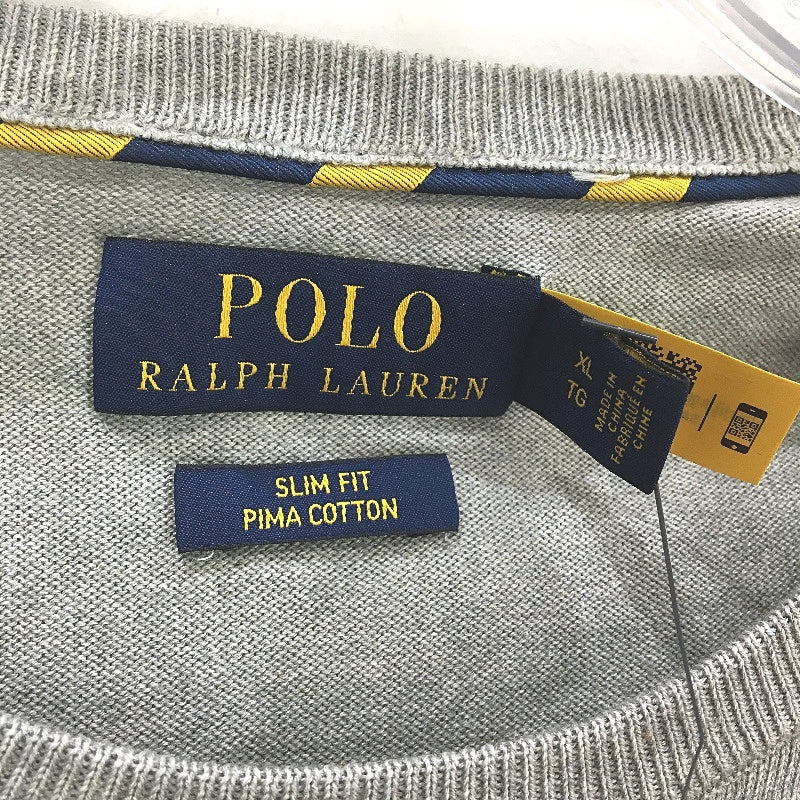 POLO
RALPH LAUREN
SLIM FIT
PIMA COTTON
XL
TG
MADE IN
CHINA
FABRIQUÉ EN
CHINE